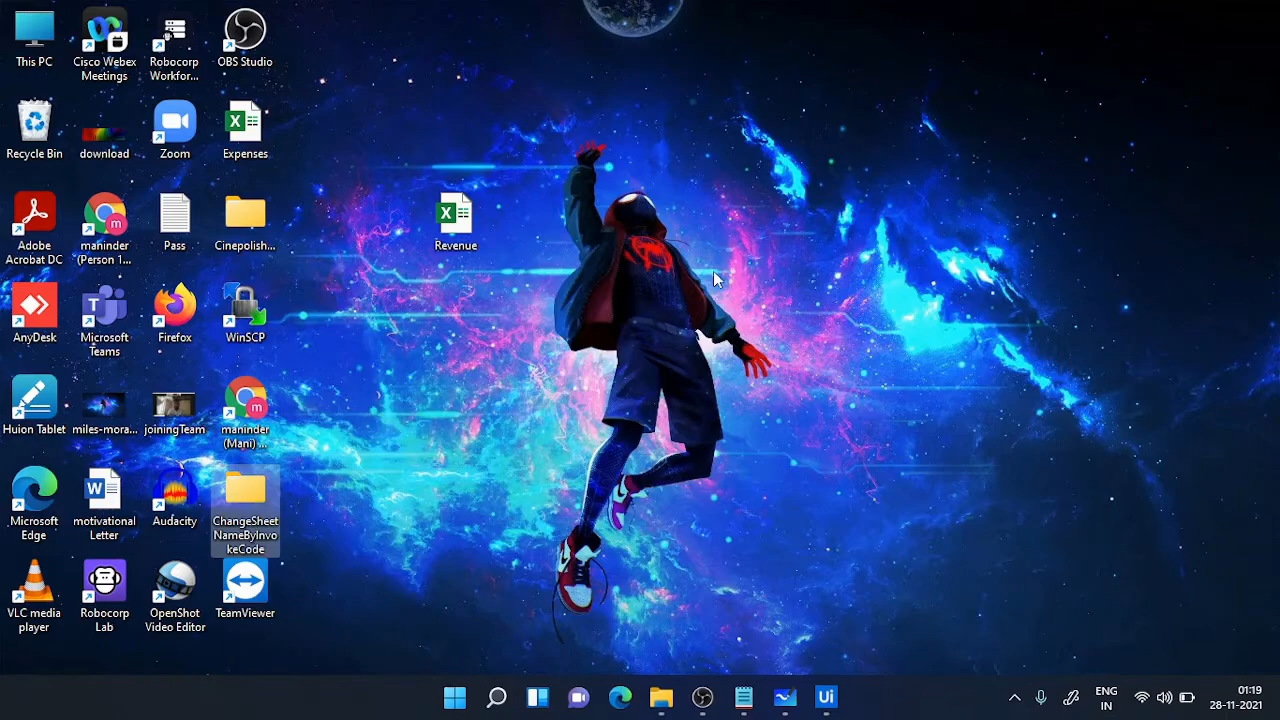 This PC
Cisco Webex
Meetings
Robocorp
Workfor...
OBS Studio
Recycle Bin
download
Zoom
Expenses
Adobe
Acrobat DC
maninder
(Person 1...
Pass
Cinepolish...
Revenue
AnyDesk
Microsoft
Teams
Firefox
WinSCP
Huion Tablet
miles-mora...
joiningTeam
maninder
(Mani) ...
Microsoft
Edge
motivational
Letter
Audacity
ChangeSheet
NameByInvo
keCode
VLC media
player
Robocorp
Lab
OpenShot
Video Editor
TeamViewer
Ui
ENG
IN
01:19
28-11-2021